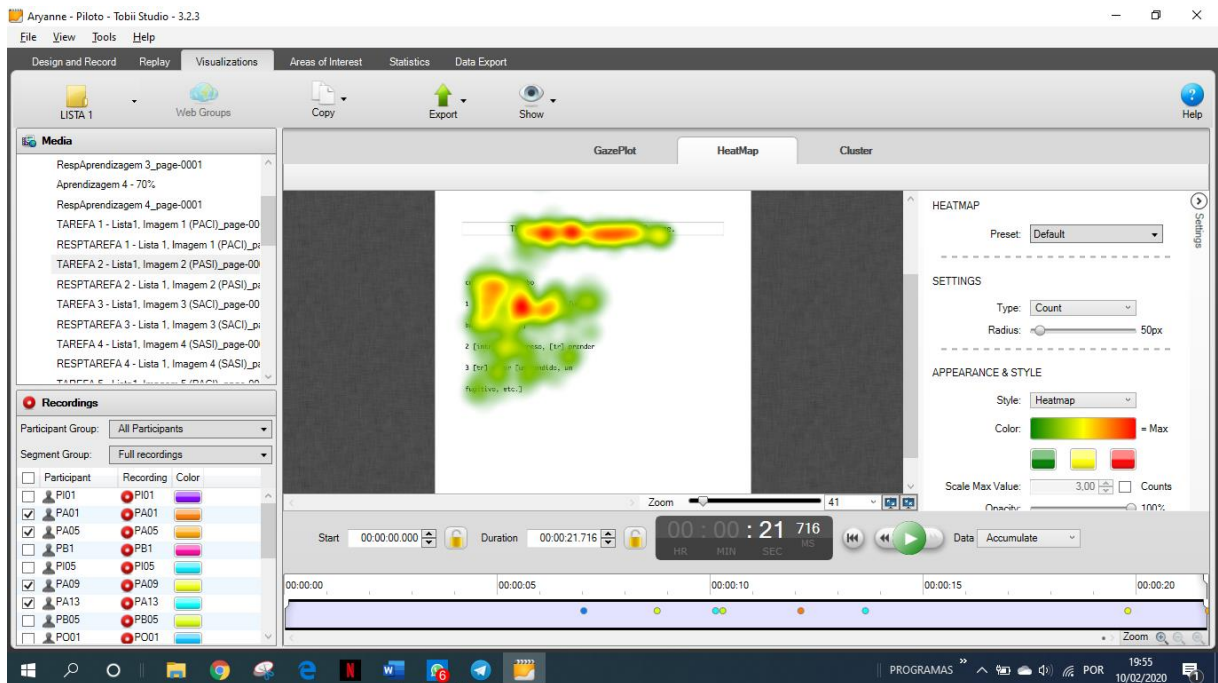 Aryanne - Piloto - Tobii Studio - 3.2.3
File View Tools Help
Design and Record Replay Visualizations Areas of Interest Statistics Data Export
LISTA 1 Web Groups Copy Export Show Help
Media
RespAprendizagem 3_page-0001
Aprendizagem 4 - 70%
RespAprendizagem 4_page-0001
TAREFA 1 - Lista1, Imagem 1 (PACI)_page-00
RESPTAREFA 1 - Lista 1, Imagem 1 (PACI)_pa
TAREFA 2 - Lista1, Imagem 2 (PASI)_page-00
RESPTAREFA 2 - Lista 1, Imagem 2 (PASI)_pa
TAREFA 3 - Lista1, Imagem 3 (SACI)_page-00
RESPTAREFA 3 - Lista 1, Imagem 3 (SACI)_pa
TAREFA 4 - Lista1, Imagem 4 (SASI)_page-00
RESPTAREFA 4 - Lista 1, Imagem 4 (SASI)_pa
Recordings
Participant Group: All Participants
Segment Group: Full recordings
Participant Recording Color
PI01 PI01
PA01 PA01
PA05 PA05
PB1 PB1
PI05 PI05
PA09 PA09
PA13 PA13
PB05 PB05
PO01 PO01
GazePlot HeatMap Cluster
1
2 [tr] prender
3 [tr] un
etc.]
Zoom 41
HEATMAP
Preset: Default
SETTINGS
Type: Count
Radius: 50px
APPEARANCE & STYLE
Style: Heatmap
Color: = Max
Scale Max Value: 3,00 Counts
Opacity: 100%
Settings
Start 00:00:00.000 Duration 00:00:21.716 00 : 00 : 21 716 Data Accumulate
HR MIN SEC MS
00:00:00 00:00:05 00:00:10 00:00:15 00:00:20
Zoom
PROGRAMAS » POR 19:55
10/02/2020